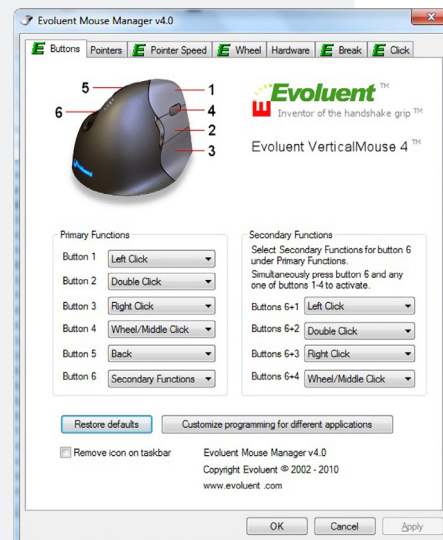 Evoluent Mouse Manager v4.0
Buttons Pointers Pointer Speed Wheel Hardware Break Click
5
6
1
4
2
3
Evoluent ™
Inventor of the handshake grip ™
Evoluent VerticalMouse 4 ™
Primary Functions
Button 1 Left Click
Button 2 Double Click
Button 3 Right Click
Button 4 Wheel/Middle Click
Button 5 Back
Button 6 Secondary Functions
Secondary Functions
Select Secondary Functions for button 6
under Primary Functions.
Simultaneously press button 6 and any
one of buttons 1-4 to activate.
Buttons 6+1 Left Click
Buttons 6+2 Double Click
Buttons 6+3 Right Click
Buttons 6+4 Wheel/Middle Click
Restore defaults Customize programming for different applications
Remove icon on taskbar
Evoluent Mouse Manager v4.0
Copyright Evoluent © 2002 - 2010
www.evoluent .com
OK Cancel Apply